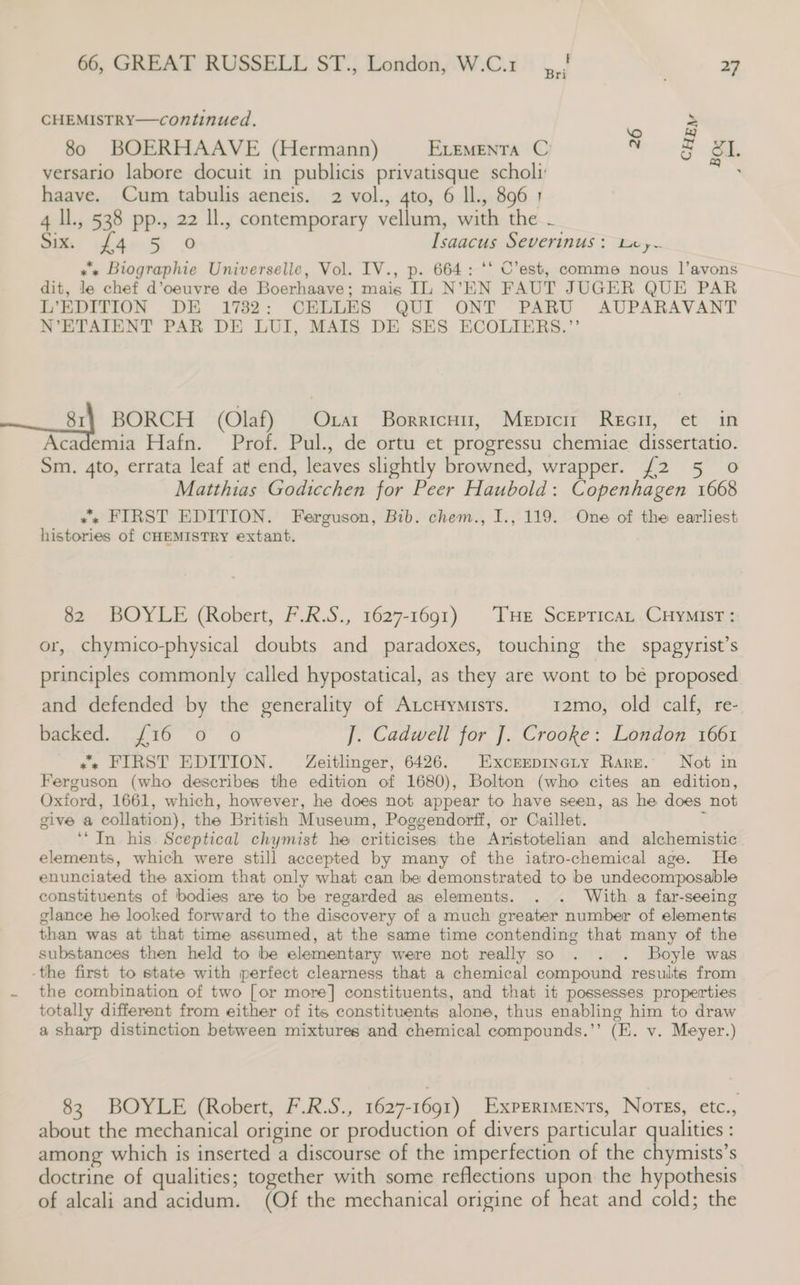 66, GREAT RUSSELL ST., London, W.C.1 Bri 27
CHEMISTRY—continued.
80 BOERHAAVE (Hermann) ELEMENTA C 26 CHEM
versario labore docuit in publicis privatisque scholi
haave. Cum tabulis aeneis. 2 vol., 4to, 6 ll., 896
4 ll., 538 pp., 22 ll., contemporary vellum, with the
Six. £4 5 0 Isaacus Severinus:
⁂ Biographie Universelle, Vol. IV., p. 664: “ C’est, comme nous l’avons
dit, le chef d’oeuvre de Boerhaave; mais IL N’EN FAUT JUGER QUE PAR
L’EDITION DE 1732: CELLES QUI ONT PARU AUPARAVANT
N’ETAIENT PAR DE LUI, MAIS DE SES ECOLIERS.”
81 BORCH (Olaf) OLAI BORRICHII, MEDICII REGII, et in
Academia Hafn. Prof. Pul., de ortu et progressu chemiae dissertatio.
Sm. 4to, errata leaf at end, leaves slightly browned, wrapper. £2 5 0
Matthias Godicchen for Peer Haubold: Copenhagen 1668
⁂ FIRST EDITION. Ferguson, Bib. chem., I., 119. One of the earliest
histories of CHEMISTRY extant.
82 BOYLE (Robert, F.R.S., 1627-1691) THE SCEPTICAL CHYMIST:
or, chymico-physical doubts and paradoxes, touching the spagyrist’s
principles commonly called hypostatical, as they are wont to be proposed
and defended by the generality of ALCHYMISTS. 12mo, old calf, re-
backed. £16 0 0 J. Cadwell for J. Crooke: London 1661
⁂ FIRST EDITION. Zeitlinger, 6426. EXCEEDINGLY RARE. Not in
Ferguson (who describes the edition of 1680), Bolton (who cites an edition,
Oxford, 1661, which, however, he does not appear to have seen, as he does not
give a collation), the British Museum, Poggendorff, or Caillet.
“In his Sceptical chymist he criticises the Aristotelian and alchemistic
elements, which were still accepted by many of the iatro-chemical age. He
enunciated the axiom that only what can be demonstrated to be undecomposable
constituents of bodies are to be regarded as elements. . . With a far-seeing
glance he looked forward to the discovery of a much greater number of elements
than was at that time assumed, at the same time contending that many of the
substances then held to be elementary were not really so . . . Boyle was
the first to state with perfect clearness that a chemical compound results from
the combination of two [or more] constituents, and that it possesses properties
totally different from either of its constituents alone, thus enabling him to draw
a sharp distinction between mixtures and chemical compounds.” (E. v. Meyer.)
83 BOYLE (Robert, F.R.S., 1627-1691) EXPERIMENTS, NOTES, etc.,
about the mechanical origine or production of divers particular qualities:
among which is inserted a discourse of the imperfection of the chymists’s
doctrine of qualities; together with some reflections upon the hypothesis
of alcali and acidum. (Of the mechanical origine of heat and cold; the